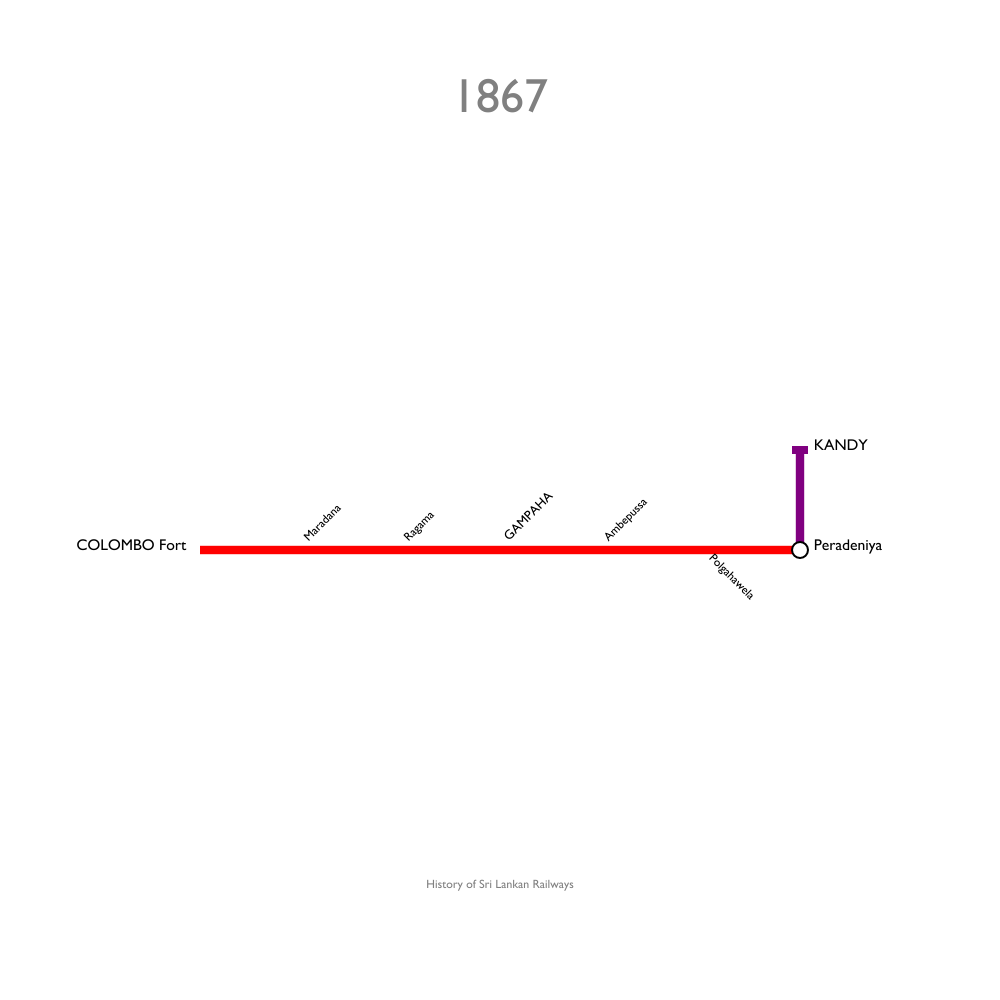 1867
KANDY
Maradana
Ragama
GAMPAHA
Ambepussa
COLOMBO Fort
Peradeniya
Polgahawela
History of Sri Lankan Railways